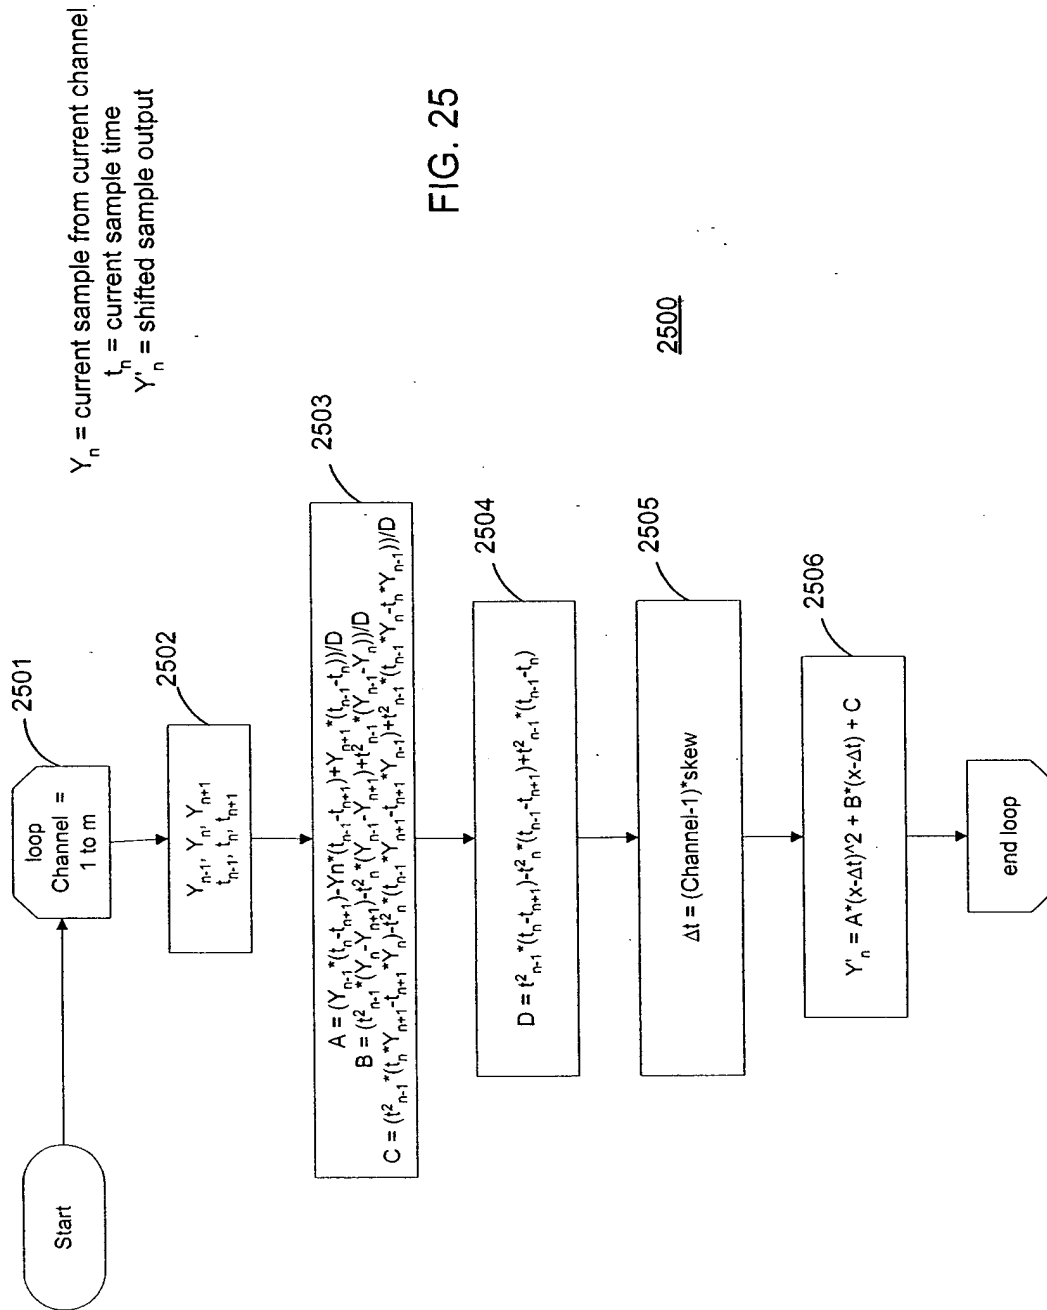 Yₙ = current sample from current channel
tₙ = current sample time
Y'ₙ = shifted sample output
FIG. 25
2500
Start
2501
loop
Channel =
1 to m
2502
Yₙ₋₁, Yₙ, Yₙ₊₁
tₙ₋₁, tₙ, tₙ₊₁
2503
A = (Yₙ₋₁*(tₙ-tₙ₊₁)-Yn*(tₙ₋₁-tₙ₊₁)+Yₙ₊₁*(tₙ₋₁-tₙ))/D
B = (t²ₙ₋₁*(Yₙ-Yₙ₊₁)-t²ₙ*(Yₙ₋₁-Yₙ₊₁)+t²ₙ₋₁*(Yₙ₋₁-Yₙ))/D
C = (t²ₙ₋₁*(tₙ*Yₙ₊₁-tₙ₊₁*Yₙ)-t²ₙ*(tₙ₋₁*Yₙ₊₁-tₙ₊₁*Yₙ₋₁)+t²ₙ₋₁*(tₙ₋₁*Yₙ-tₙ*Yₙ₋₁))/D
2504
D = t²ₙ₋₁*(tₙ-tₙ₊₁)-t²ₙ*(tₙ₋₁-tₙ₊₁)+t²ₙ₋₁*(tₙ₋₁-tₙ)
2505
Δt = (Channel-1)*skew
2506
Y'ₙ = A*(x-Δt)^2 + B*(x-Δt) + C
end loop